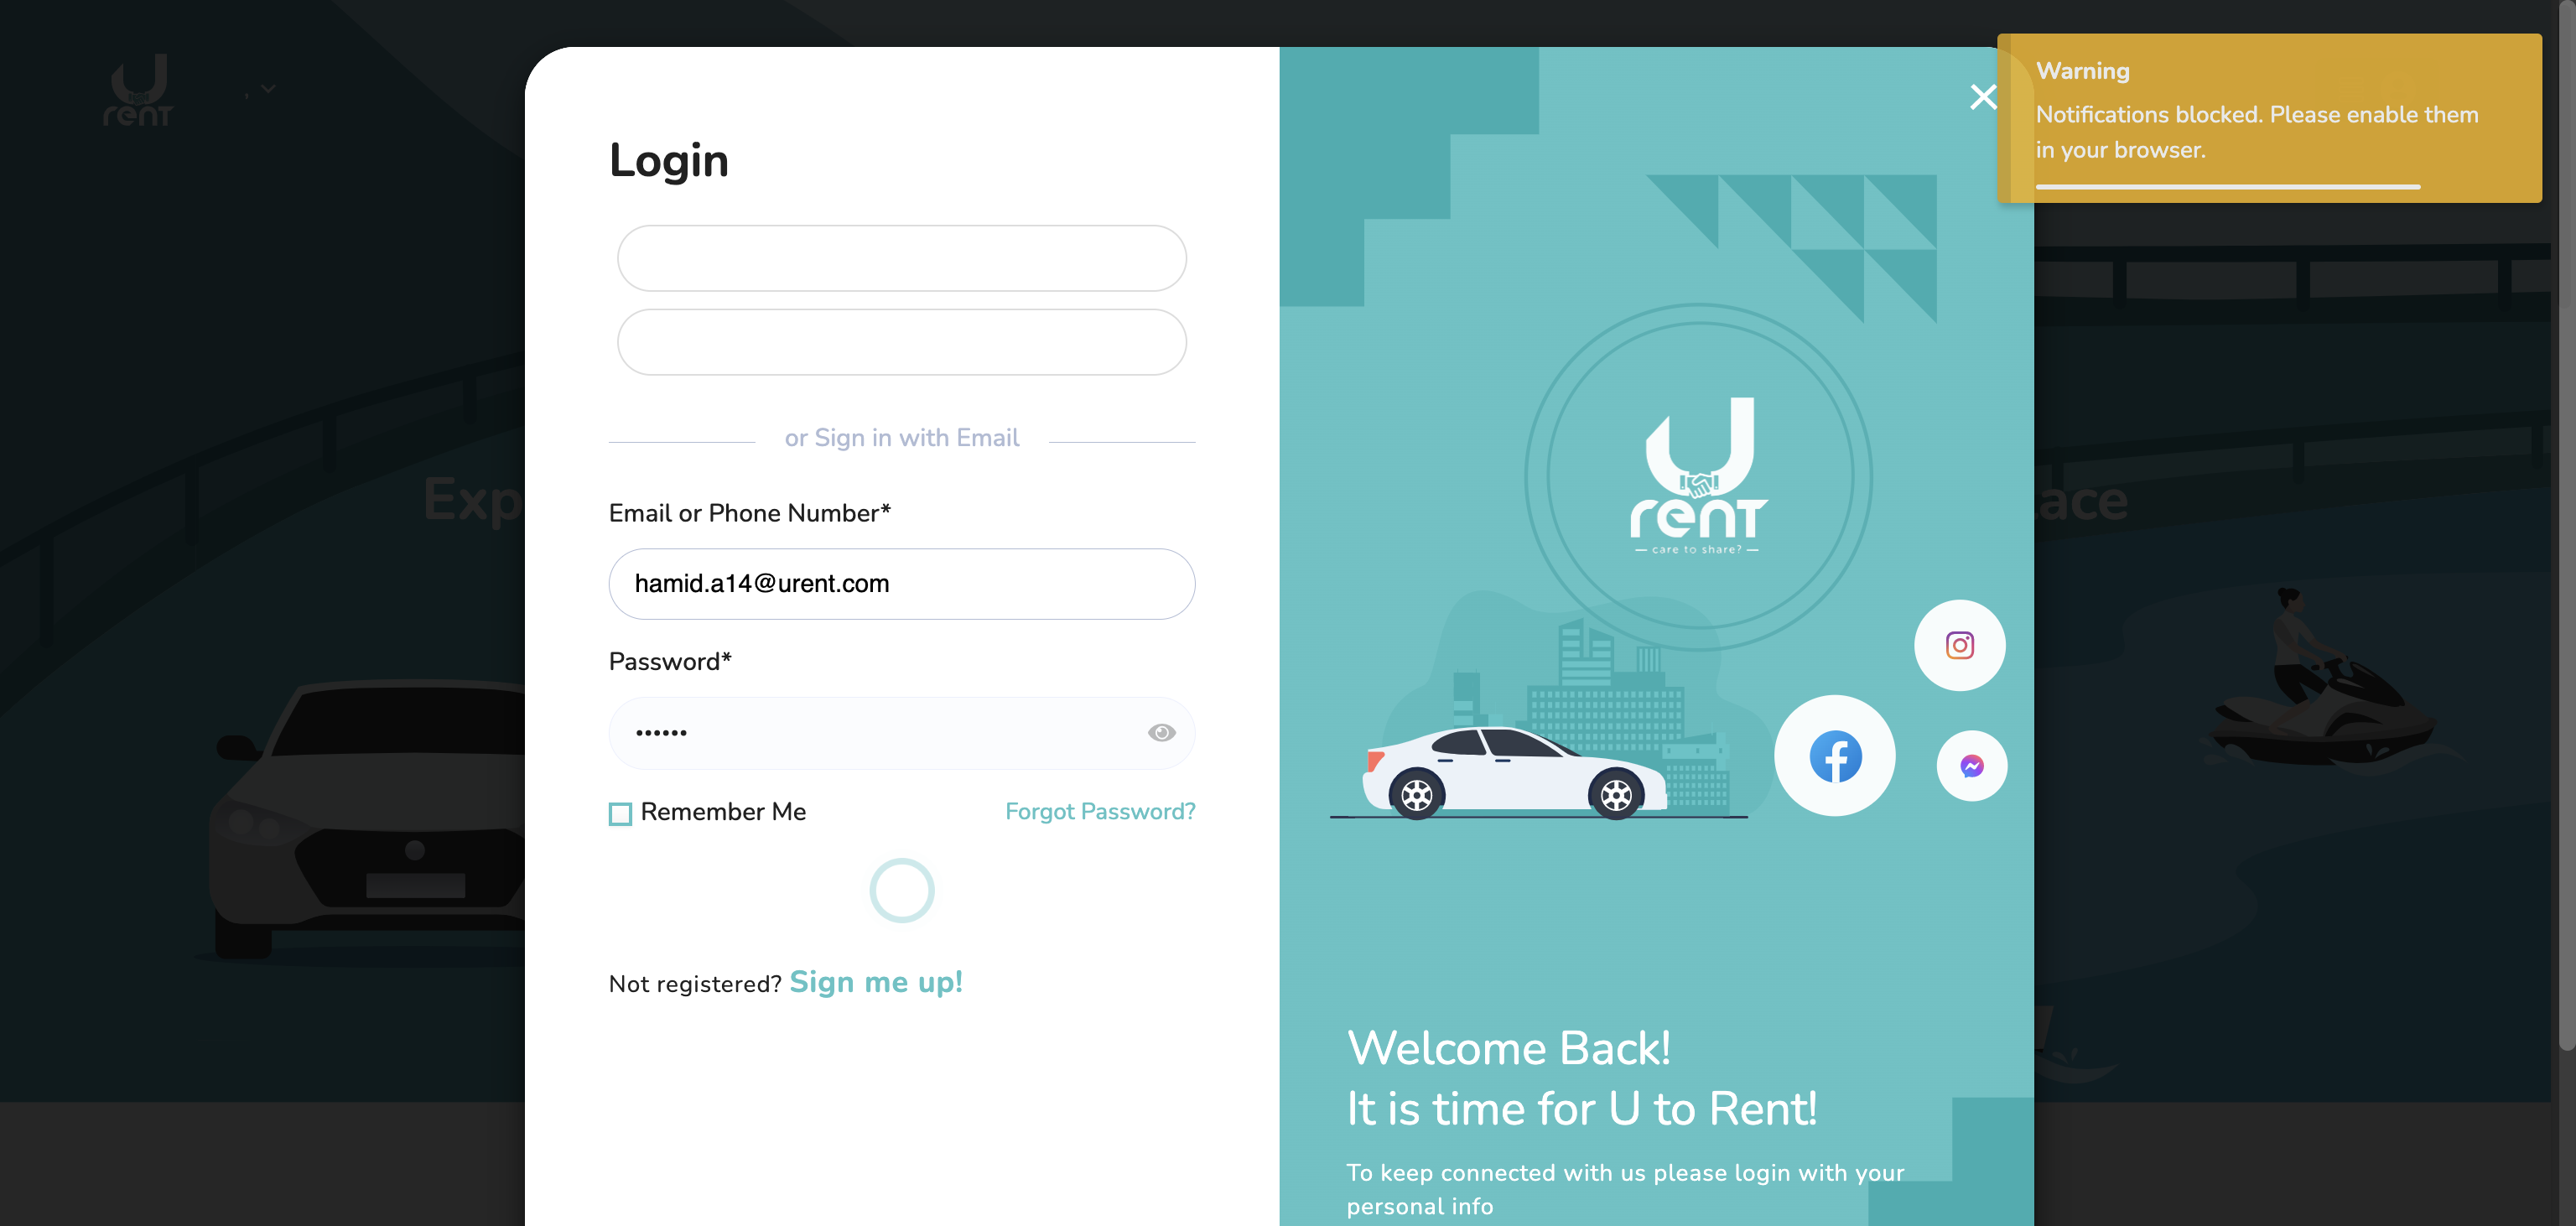 U
rent
Login
or Sign in with Email
Email or Phone Number*
hamid.a14@urent.com
Password*
••••••
Remember Me
Forgot Password?
Not registered? Sign me up!
Warning
Notifications blocked. Please enable them
in your browser.
U
rent
care to share?
Exp
ace
Welcome Back!
It is time for U to Rent!
To keep connected with us please login with your
personal info